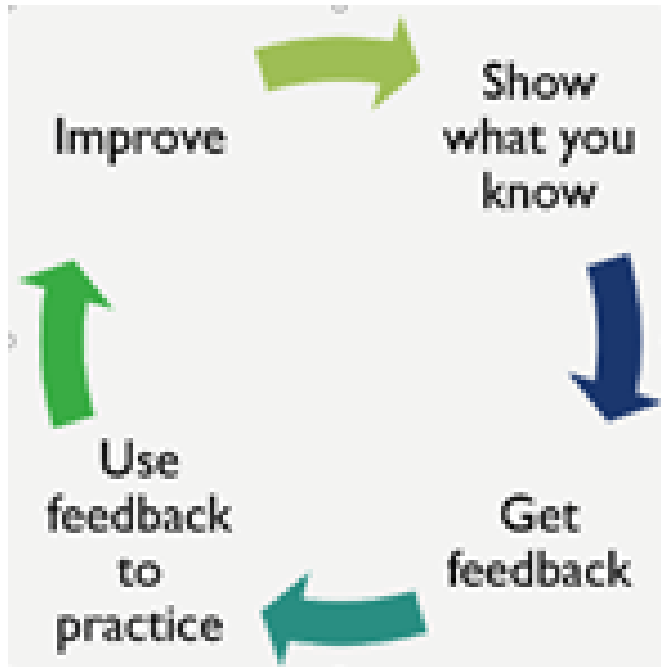 Improve
Show
what you
know
Get
feedback
Use
feedback
to
practice